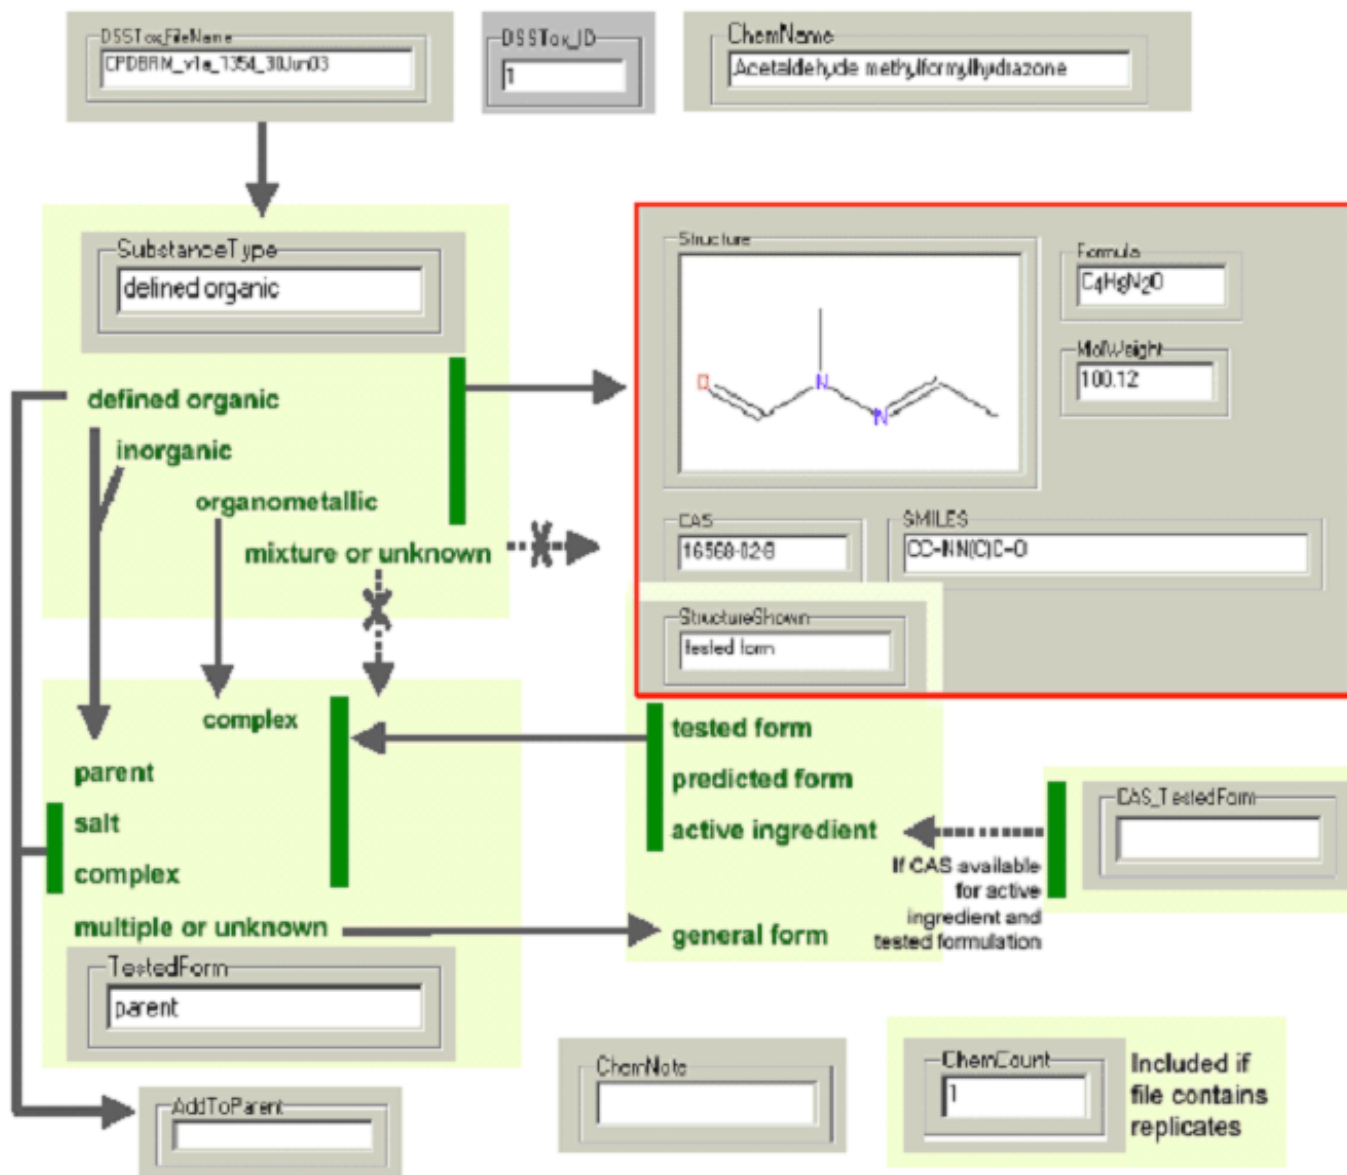 DSSTox_FileName
CPDBRM_v1a_1354_30Jun03
DSSTox_ID
1
ChemName
Acetaldehyde methylformylhydrazone
SubstanceType
defined organic
defined organic
inorganic
organometallic
mixture or unknown
Structure
O
N
N
Formula
C4H8N2O
MolWeight
100.12
CAS
16568-02-8
SMILES
CC=NN(C)C=O
StructureShown
tested form
complex
parent
salt
complex
multiple or unknown
TestedForm
parent
tested form
predicted form
active ingredient
general form
If CAS available
for active
ingredient and
tested formulation
CAS_TestedForm
ChemNote
ChemCount
1
Included if
file contains
replicates
AddToParent